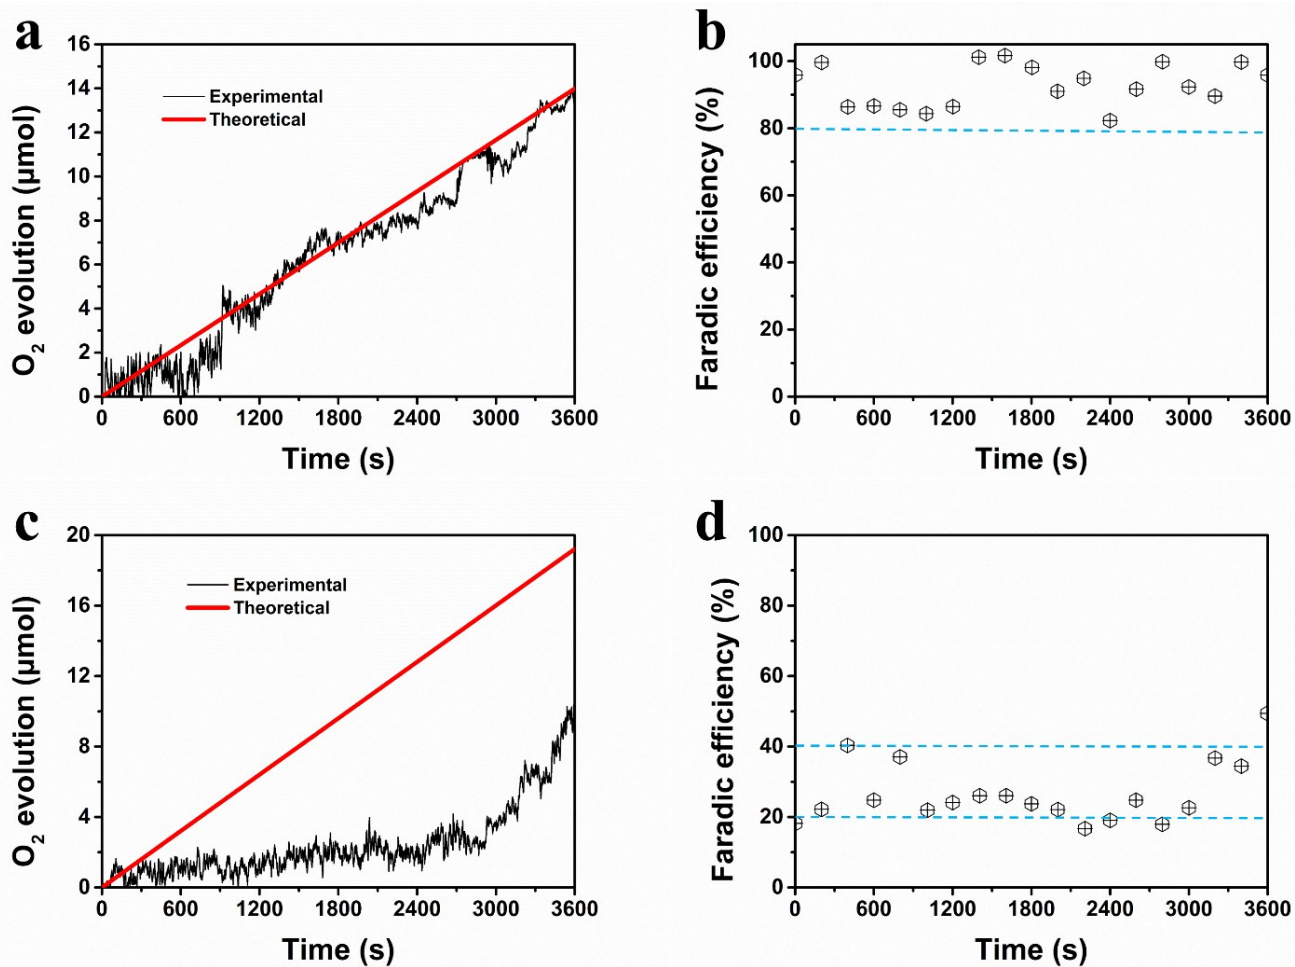 a
16
14
12
10
8
6
4
2
0
O2 evolution (μmol)
Experimental
Theoretical
0 600 1200 1800 2400 3000 3600
Time (s)
b
100
80
60
40
20
0
Faradic efficiency (%)
0 600 1200 1800 2400 3000 3600
Time (s)
c
20
16
12
8
4
0
O2 evolution (μmol)
Experimental
Theoretical
0 600 1200 1800 2400 3000 3600
Time (s)
d
100
80
60
40
20
0
Faradic efficiency (%)
0 600 1200 1800 2400 3000 3600
Time (s)